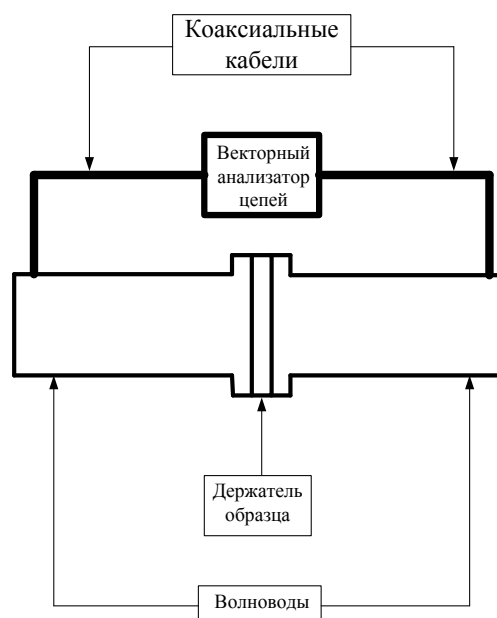 Коаксиальные
кабели
Векторный
анализатор
цепей
Держатель
образца
Волноводы